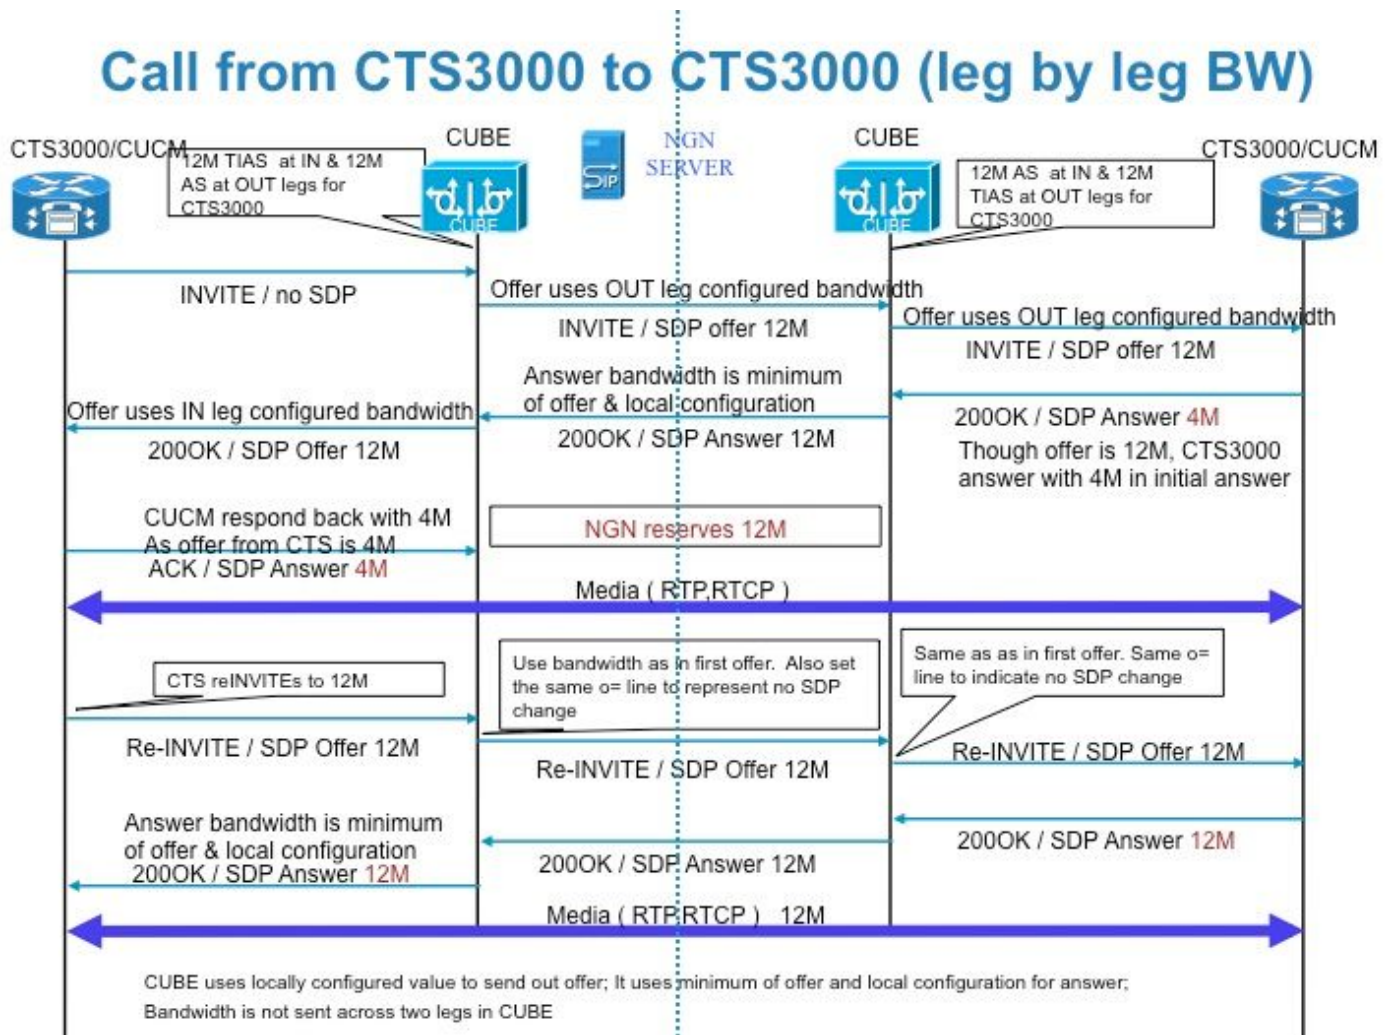 Call from CTS3000 to CTS3000 (leg by leg BW)
CTS3000/CUCM
12M TIAS at IN & 12M
AS at OUT legs for
CTS3000
CUBE
CUBE
SIP
NGN
SERVER
CUBE
CUBE
12M AS at IN & 12M
TIAS at OUT legs for
CTS3000
CTS3000/CUCM
INVITE / no SDP
Offer uses OUT leg configured bandwidth
INVITE / SDP offer 12M
Offer uses OUT leg configured bandwidth
INVITE / SDP offer 12M
200OK / SDP Answer 4M
Though offer is 12M, CTS3000
answer with 4M in initial answer
Answer bandwidth is minimum
of offer & local configuration
200OK / SDP Answer 12M
Offer uses IN leg configured bandwidth
200OK / SDP Offer 12M
CUCM respond back with 4M
As offer from CTS is 4M
ACK / SDP Answer 4M
NGN reserves 12M
Media ( RTP,RTCP )
CTS reINVITEs to 12M
Re-INVITE / SDP Offer 12M
Use bandwidth as in first offer. Also set
the same o= line to represent no SDP
change
Re-INVITE / SDP Offer 12M
Same as as in first offer. Same o=
line to indicate no SDP change
Re-INVITE / SDP Offer 12M
200OK / SDP Answer 12M
200OK / SDP Answer 12M
Answer bandwidth is minimum
of offer & local configuration
200OK / SDP Answer 12M
Media ( RTP,RTCP ) 12M
CUBE uses locally configured value to send out offer; It uses minimum of offer and local configuration for answer;
Bandwidth is not sent across two legs in CUBE